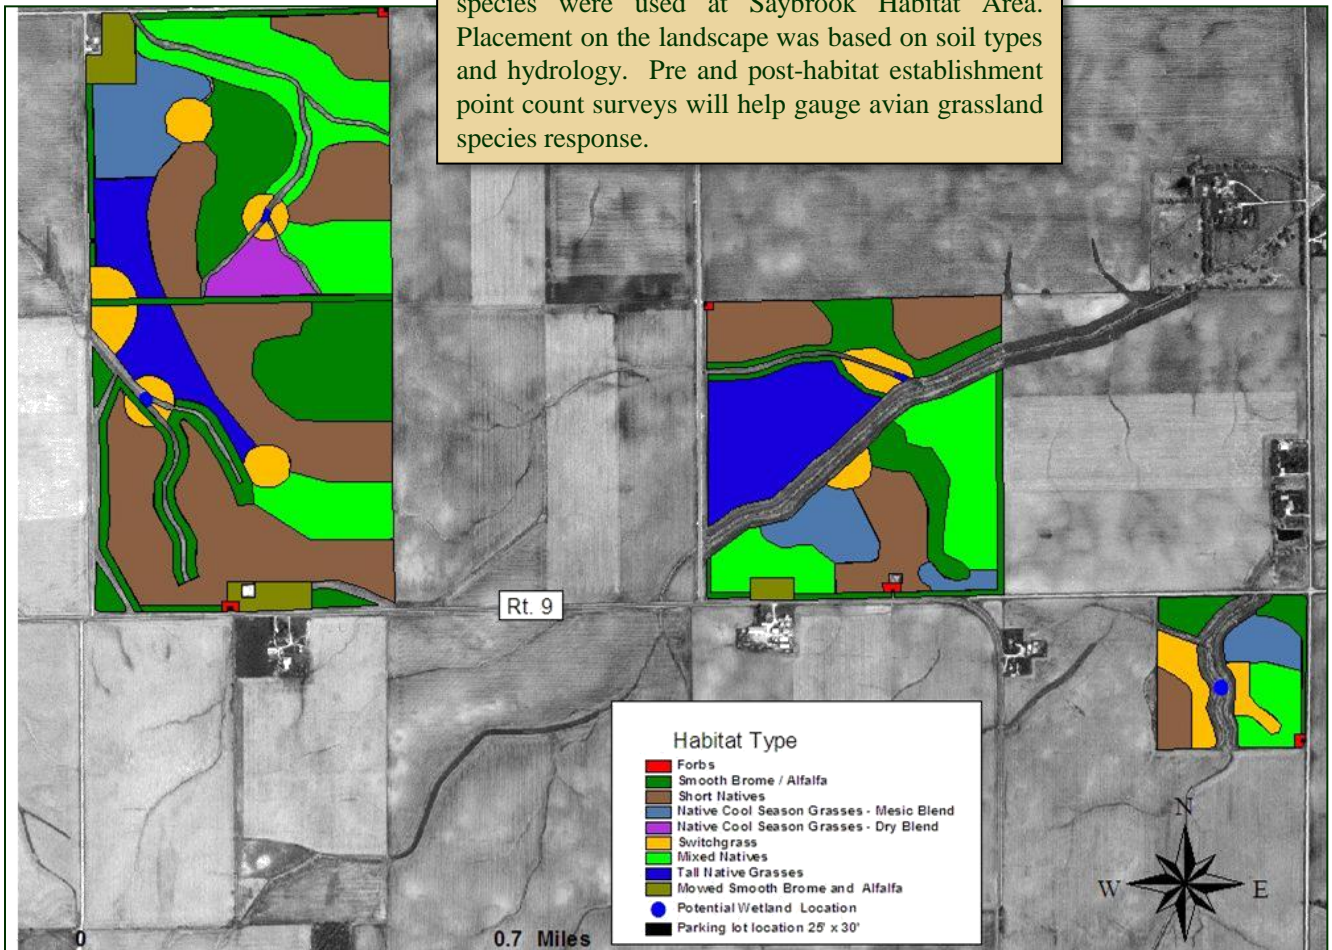 species were used at Saybrook Habitat Area.
Placement on the landscape was based on soil types
and hydrology. Pre and post-habitat establishment
point count surveys will help gauge avian grassland
species response.
Rt. 9
Habitat Type
Forbs
Smooth Brome / Alfalfa
Short Natives
Native Cool Season Grasses - Mesic Blend
Native Cool Season Grasses - Dry Blend
Switchgrass
Mixed Natives
Tall Native Grasses
Mowed Smooth Brome and Alfalfa
Potential Wetland Location
Parking lot location 25' x 30'
N
W E
S
0 0.7 Miles